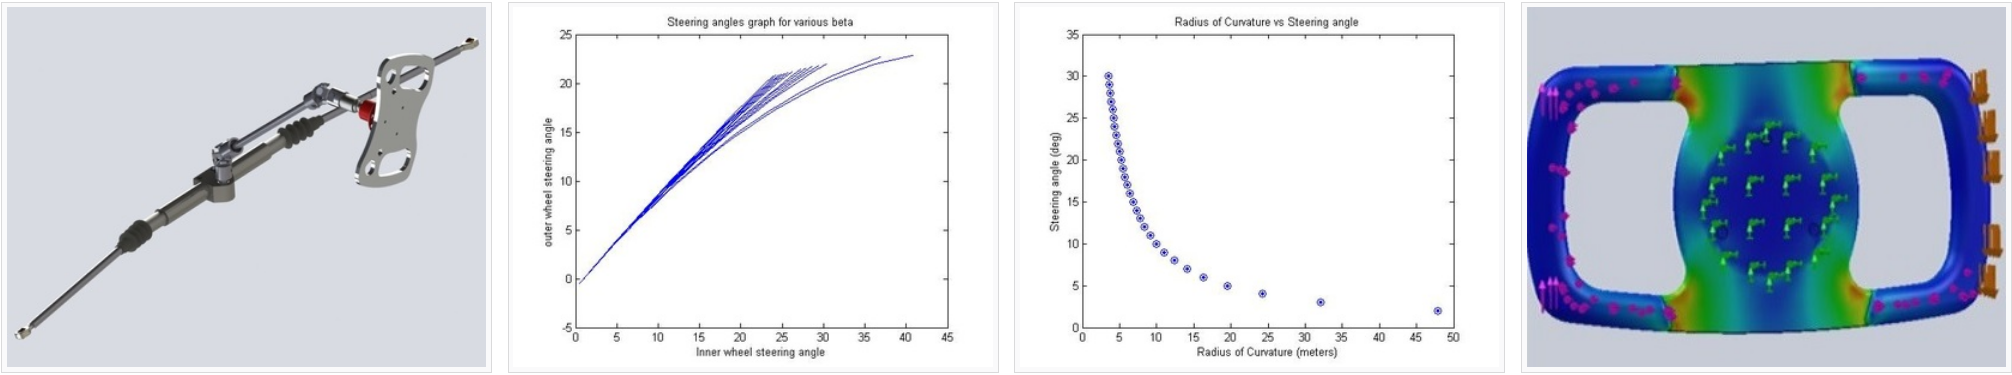 Steering angles graph for various beta
25
20
15
10
5
0
-5
outer wheel steering angle
0 5 10 15 20 25 30 35 40 45
Inner wheel steering angle
Radius of Curvature vs Steering angle
35
30
25
20
15
10
5
0
Steering angle (deg)
0 5 10 15 20 25 30 35 40 45 50
Radius of Curvature (meters)